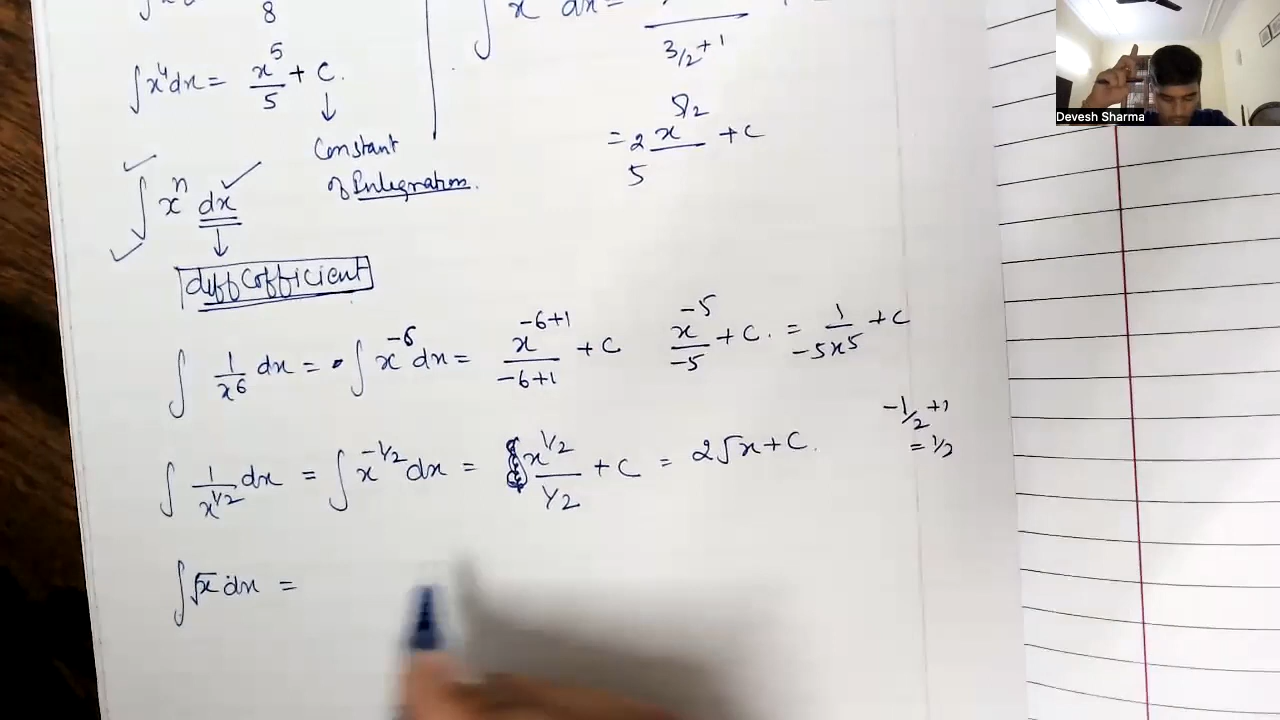 8
∫x⁴dx = x⁵/5 + C.
Constant
of Integration.
∫ xⁿ dx
diff Cofficient
∫ x dx =
3/2+1
= 2/5 x^(5/2) + C
∫ 1/x⁶ dx = ∫ x⁻⁶ dx = x^(-6+1)/(-6+1) + C x⁻⁵/-5 + C. = 1/-5x⁵ + C
∫ 1/x^(1/2) dx = ∫ x^(-1/2) dx = x^(1/2)/(1/2) + C = 2√x + C.
-1/2 +1
= 1/2
∫√x dx =
Devesh Sharma